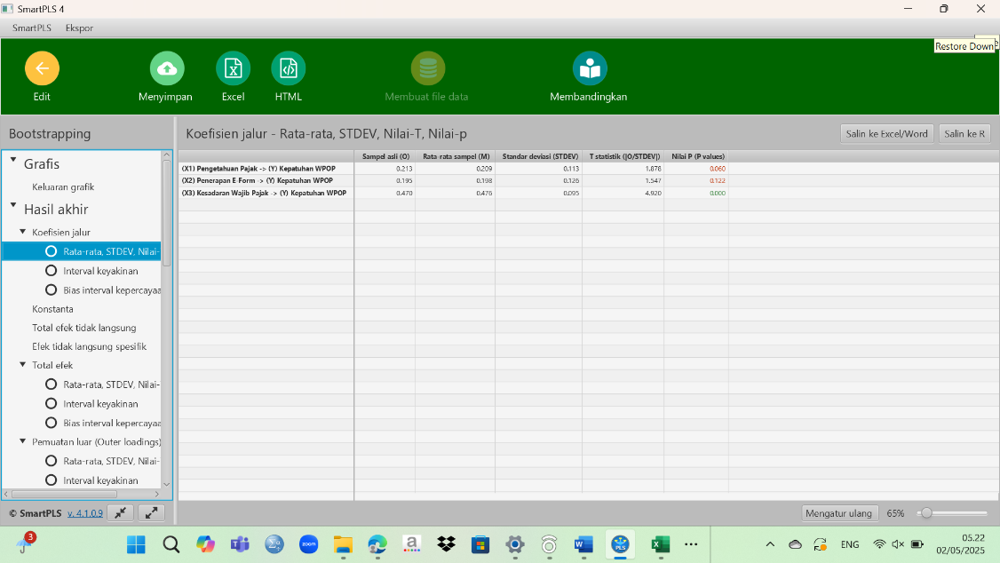 SmartPLS 4
SmartPLS Ekspor
Restore Down
Edit Menyimpan Excel HTML Membuat file data Membandingkan
Bootstrapping
Koefisien jalur - Rata-rata, STDEV, Nilai-T, Nilai-p
Salin ke Excel/Word Salin ke R
Grafis
Keluaran grafik
Hasil akhir
Koefisien jalur
Rata-rata, STDEV, Nilai-
Interval keyakinan
Bias interval kepercayaa
Konstanta
Total efek tidak langsung
Efek tidak langsung spesifik
Total efek
Rata-rata, STDEV, Nilai-
Interval keyakinan
Bias interval kepercayaa
Pemuatan luar (Outer loadings)
Rata-rata, STDEV, Nilai-
Interval keyakinan
Sampel asli (O) Rata-rata sampel (M) Standar deviasi (STDEV) T statistik (|O/STDEV|) Nilai P (P values)
(X1) Pengetahuan Pajak -> (Y) Kepatuhan WPOP 0.213 0.209 0.113 1.878 0.060
(X2) Penerapan E-Form -> (Y) Kepatuhan WPOP 0.195 0.198 0.126 1.547 0.122
(X3) Kesadaran Wajib Pajak -> (Y) Kepatuhan WPOP 0.470 0.476 0.095 4.920 0.000
© SmartPLS v. 4.1.0.9
Mengatur ulang 65%
3
zoom
a
W
PLS
X
ENG
05.22
02/05/2025